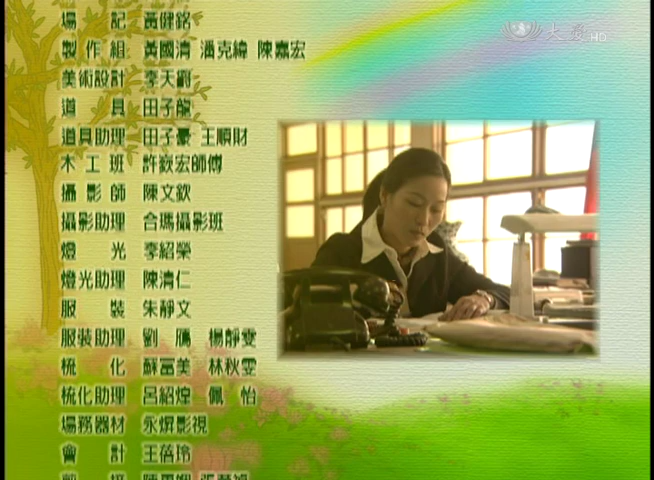 大愛HD
場記 黃健銘
製作組 黃國清 潘克緯 陳嘉宏
美術設計 李天爵
道具 田子龍
道具助理 田子豪 王順財
木工班 許嶽宏師傅
攝影師 陳文欽
攝影助理 合瑪攝影班
燈光 李紹榮
燈光助理 陳清仁
服裝 朱靜文
服裝助理 劉鵬 楊靜雯
梳化 蘇富美 林秋雯
梳化助理 呂紹煌 佩怡
場務器材 永烘影視
會計 王蓓玲